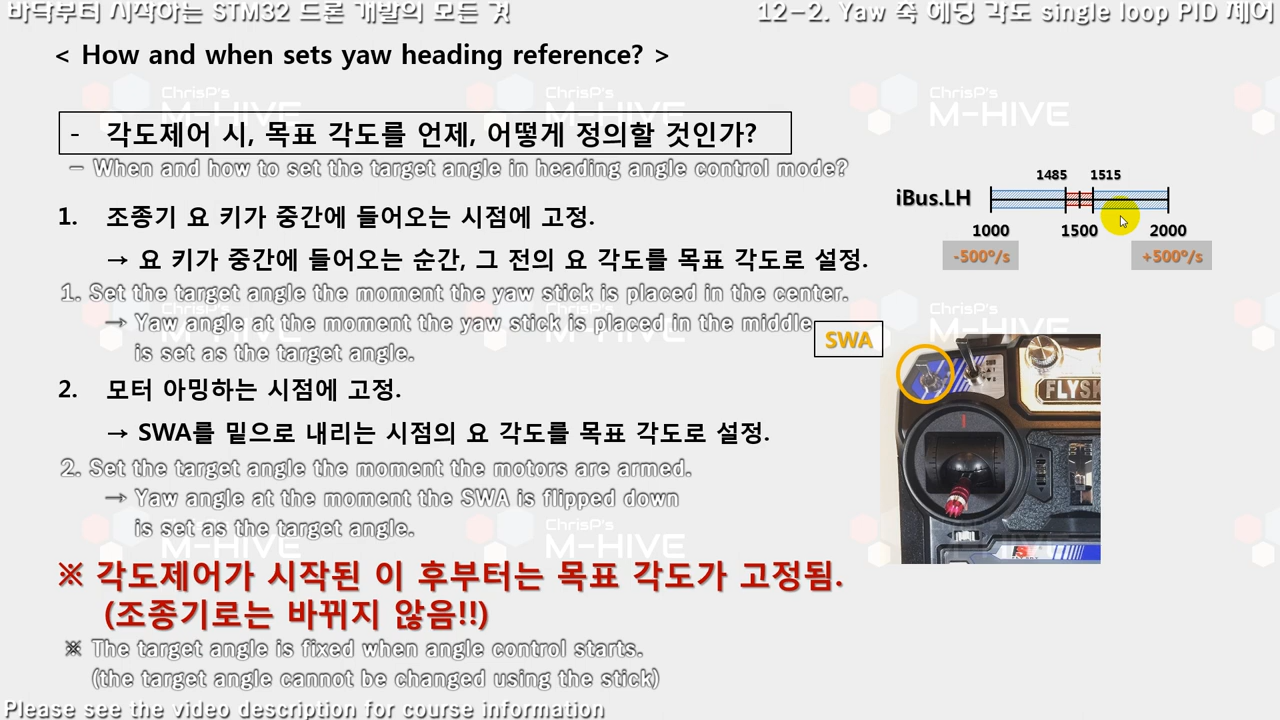 바닥부터 시작하는 STM32 드론 개발의 모든 것
12-2. Yaw 축 헤딩 각도 single loop PID 제어
< How and when sets yaw heading reference? >
- 각도제어 시, 목표 각도를 언제, 어떻게 정의할 것인가?
- When and how to set the target angle in heading angle control mode?
1. 조종기 요 키가 중간에 들어오는 시점에 고정.
→ 요 키가 중간에 들어오는 순간, 그 전의 요 각도를 목표 각도로 설정.
1. Set the target angle the moment the yaw stick is placed in the center.
→ Yaw angle at the moment the yaw stick is placed in the middle
is set as the target angle.
2. 모터 아밍하는 시점에 고정.
→ SWA를 밑으로 내리는 시점의 요 각도를 목표 각도로 설정.
2. Set the target angle the moment the motors are armed.
→ Yaw angle at the moment the SWA is flipped down
is set as the target angle.
※ 각도제어가 시작된 이 후부터는 목표 각도가 고정됨.
(조종기로는 바뀌지 않음!!)
※ The target angle is fixed when angle control starts.
(the target angle cannot be changed using the stick)
1485 1515
iBus.LH
1000 1500 2000
-500º/s +500º/s
SWA
FLYSK
ChrisP's
M-HIVE
ChrisP's
M-HIVE
ChrisP's
M-HIVE
ChrisP's
M-HIVE
ChrisP's
M-HIVE
Please see the video description for course information